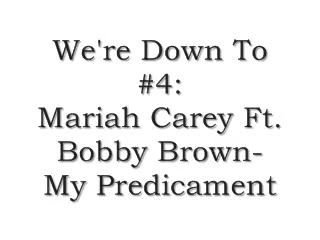 We're Down To
#4:
Mariah Carey Ft.
Bobby Brown-
My Predicament